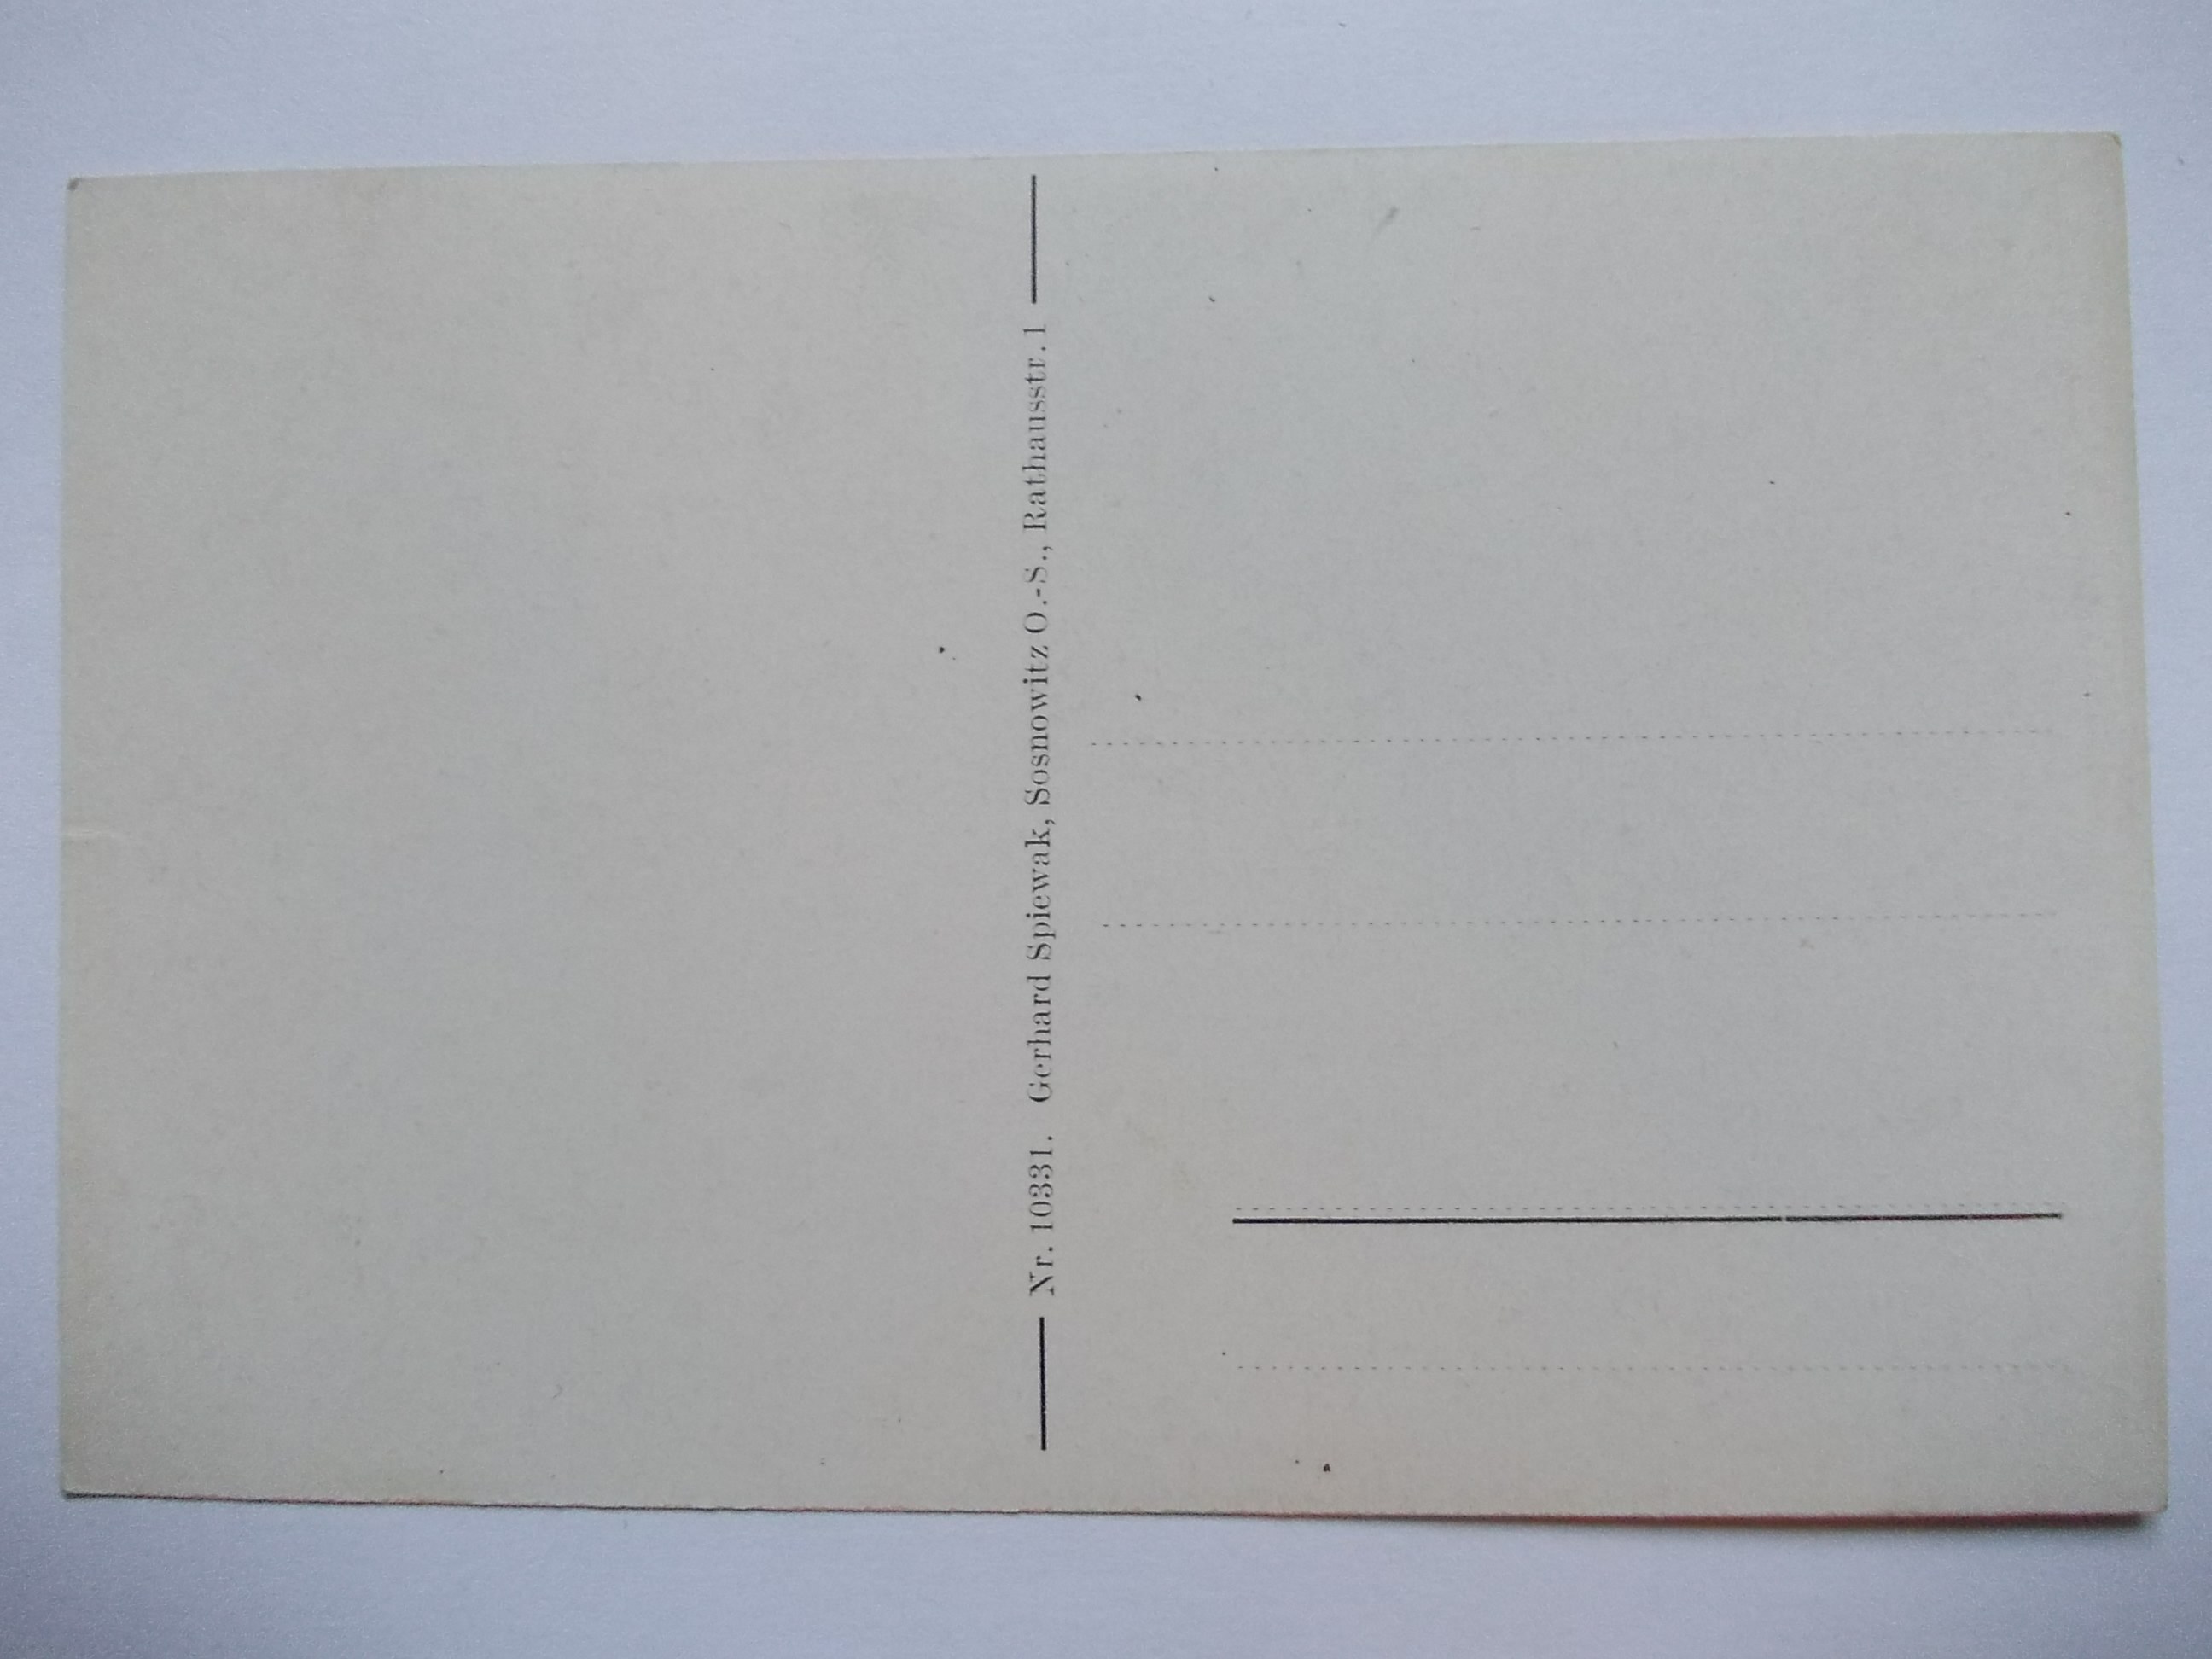 Nr. 10331. Gerhard Spiewak, Sosnowitz O.-S., Rathausstr. 1